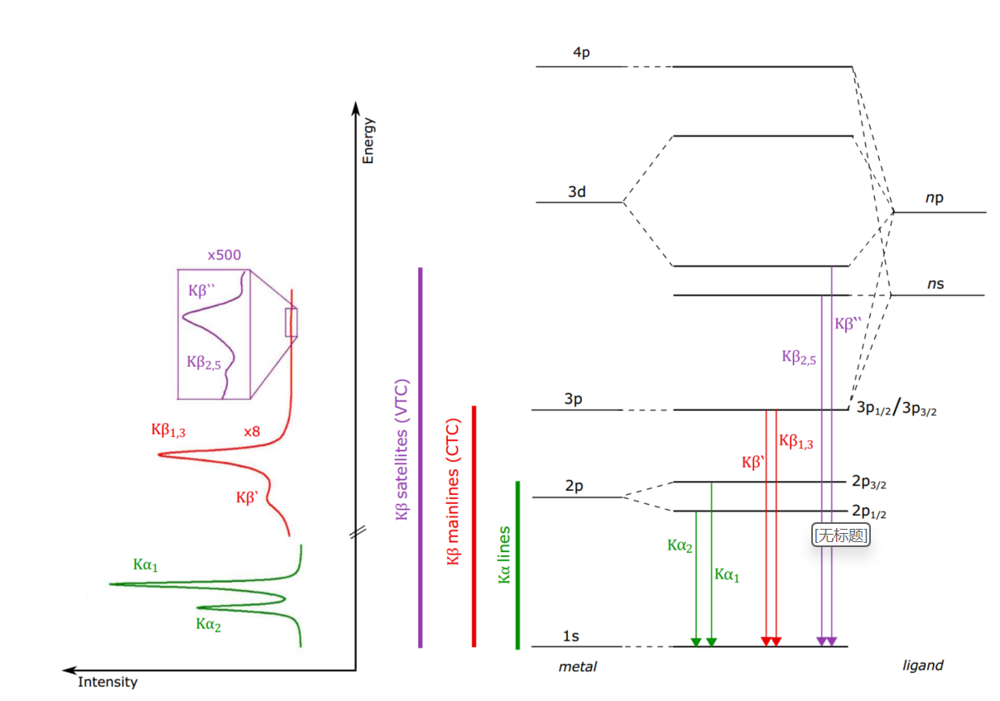 4p
Energy
3d
np
x500
Kβ``
Kβ2,5
ns
Kβ``
Kβ2,5
Kβ satellites (VTC)
3p
3p1/2/3p3/2
Kβ1,3
x8
Kβ`
Kβ mainlines (CTC)
Kβ1,3
Kβ`
2p
2p3/2
2p1/2
[无标题]
Kα lines
Kα1
Kα2
Kα2
Kα1
1s
metal
ligand
Intensity